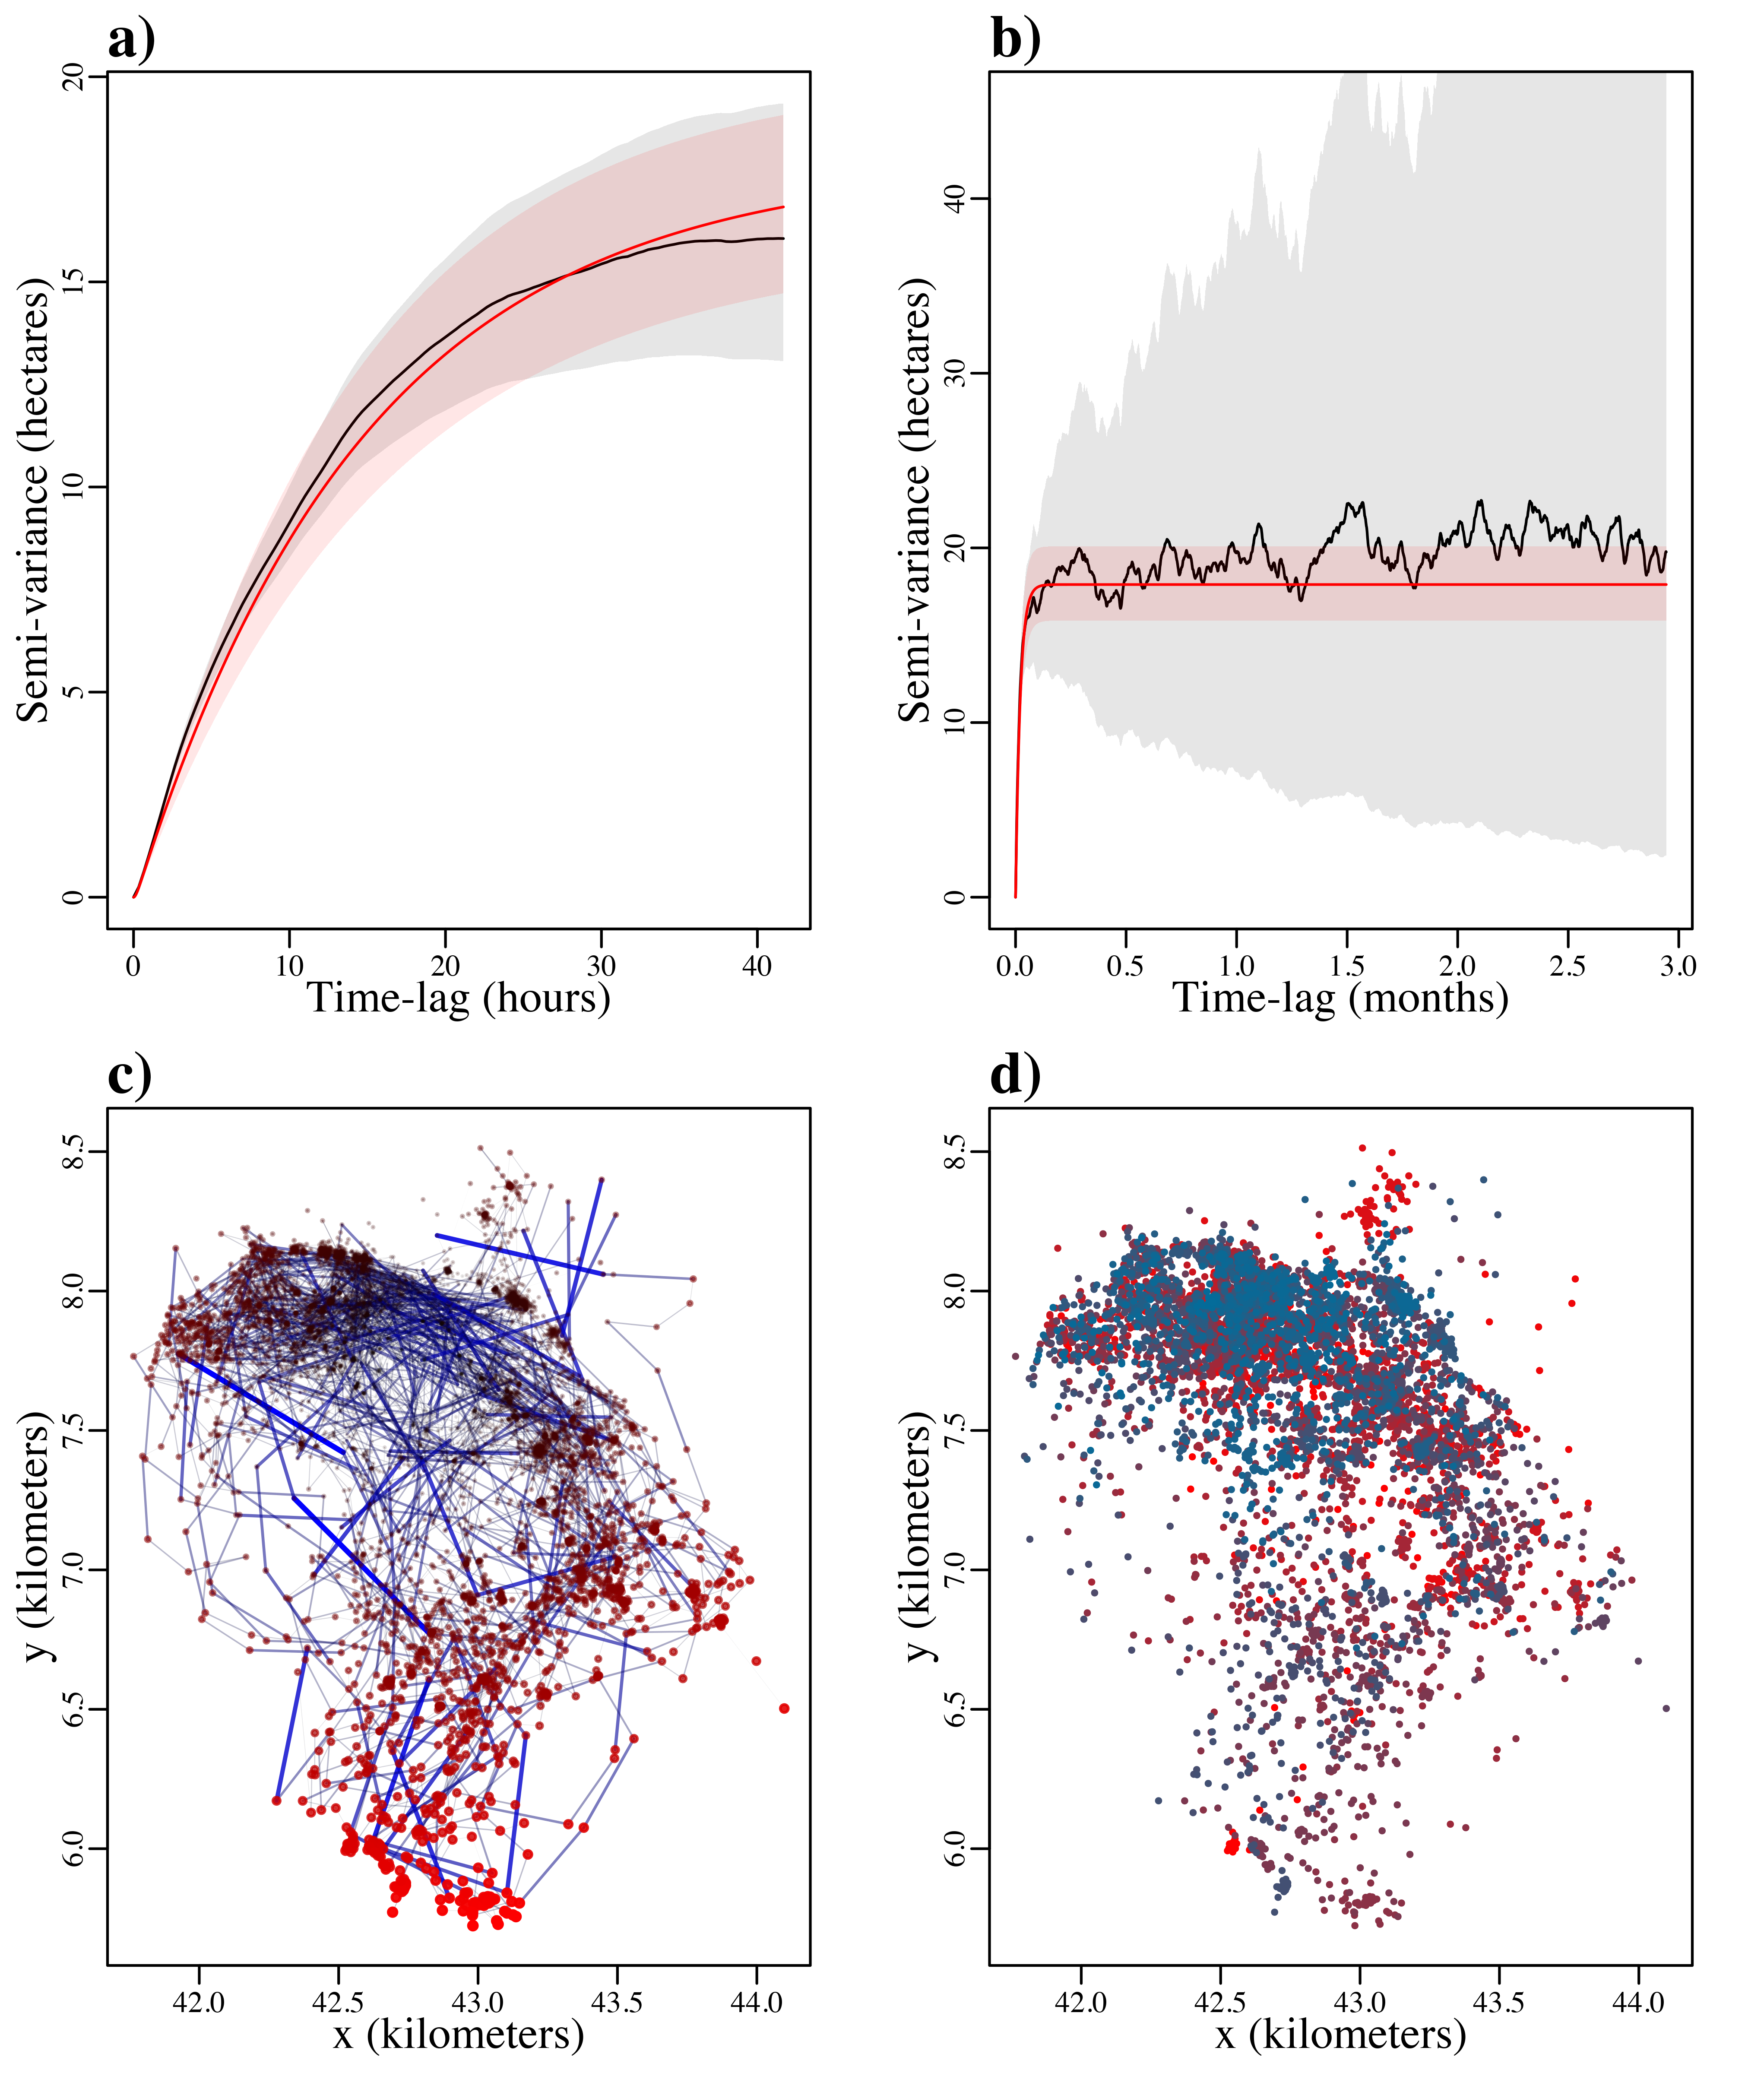 a)
20
15
10
5
0
Semi-variance (hectares)
0 10 20 30 40
Time-lag (hours)
b)
40
30
20
10
0
Semi-variance (hectares)
0.0 0.5 1.0 1.5 2.0 2.5 3.0
Time-lag (months)
c)
8.5
8.0
7.5
7.0
6.5
6.0
y (kilometers)
42.0 42.5 43.0 43.5 44.0
x (kilometers)
d)
8.5
8.0
7.5
7.0
6.5
6.0
y (kilometers)
42.0 42.5 43.0 43.5 44.0
x (kilometers)